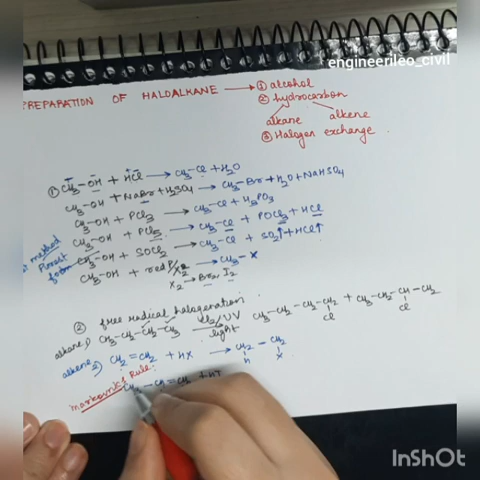 engineerileo_civil
PREPARATION OF HALOALKANE → ① alcohol
② hydrocarbon
alkane alkene
③ Halogen exchange
① CH3-OH + HCl → CH3-Cl + H2O
CH3-OH + NaBr + H2SO4 → CH3-Br + H2O + NaHSO4
CH3-OH + PCl3 → CH3-Cl + H3PO3
CH3-OH + PCl5 → CH3-Cl + POCl3 + HCl
method
Purest form CH3-OH + SOCl2 → CH3-Cl + SO2↑ + HCl↑
CH3-OH + red P/X2 → CH3-X
X2 → Br2, I2
② free radical halogenation
alkane) CH3-CH2-CH2-CH3 Cl2/UV light → CH3-CH2-CH2-CH2 + CH3-CH2-CH-CH3
Cl Cl
alkene) CH2=CH2 + HX → CH2-CH2
H X
Rule:
InShOt